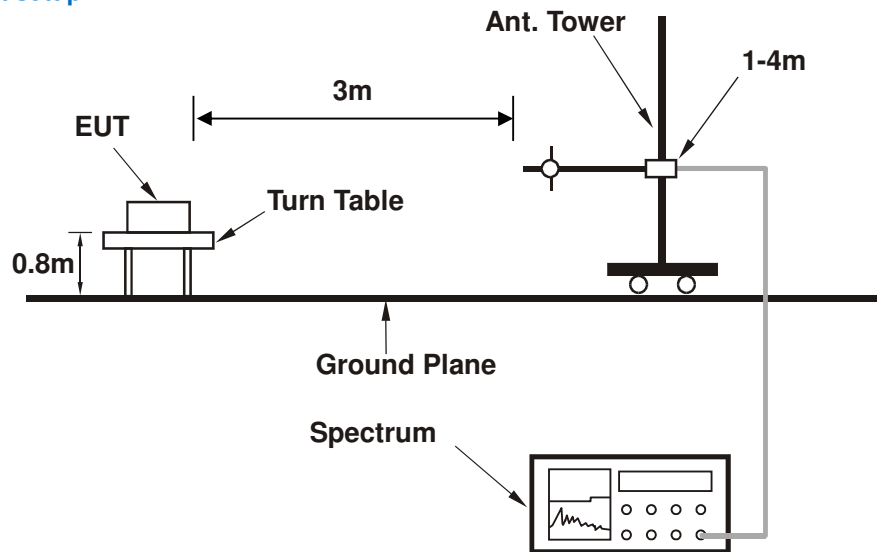 Ant. Tower
1-4m
3m
EUT
Turn Table
0.8m
Ground Plane
Spectrum